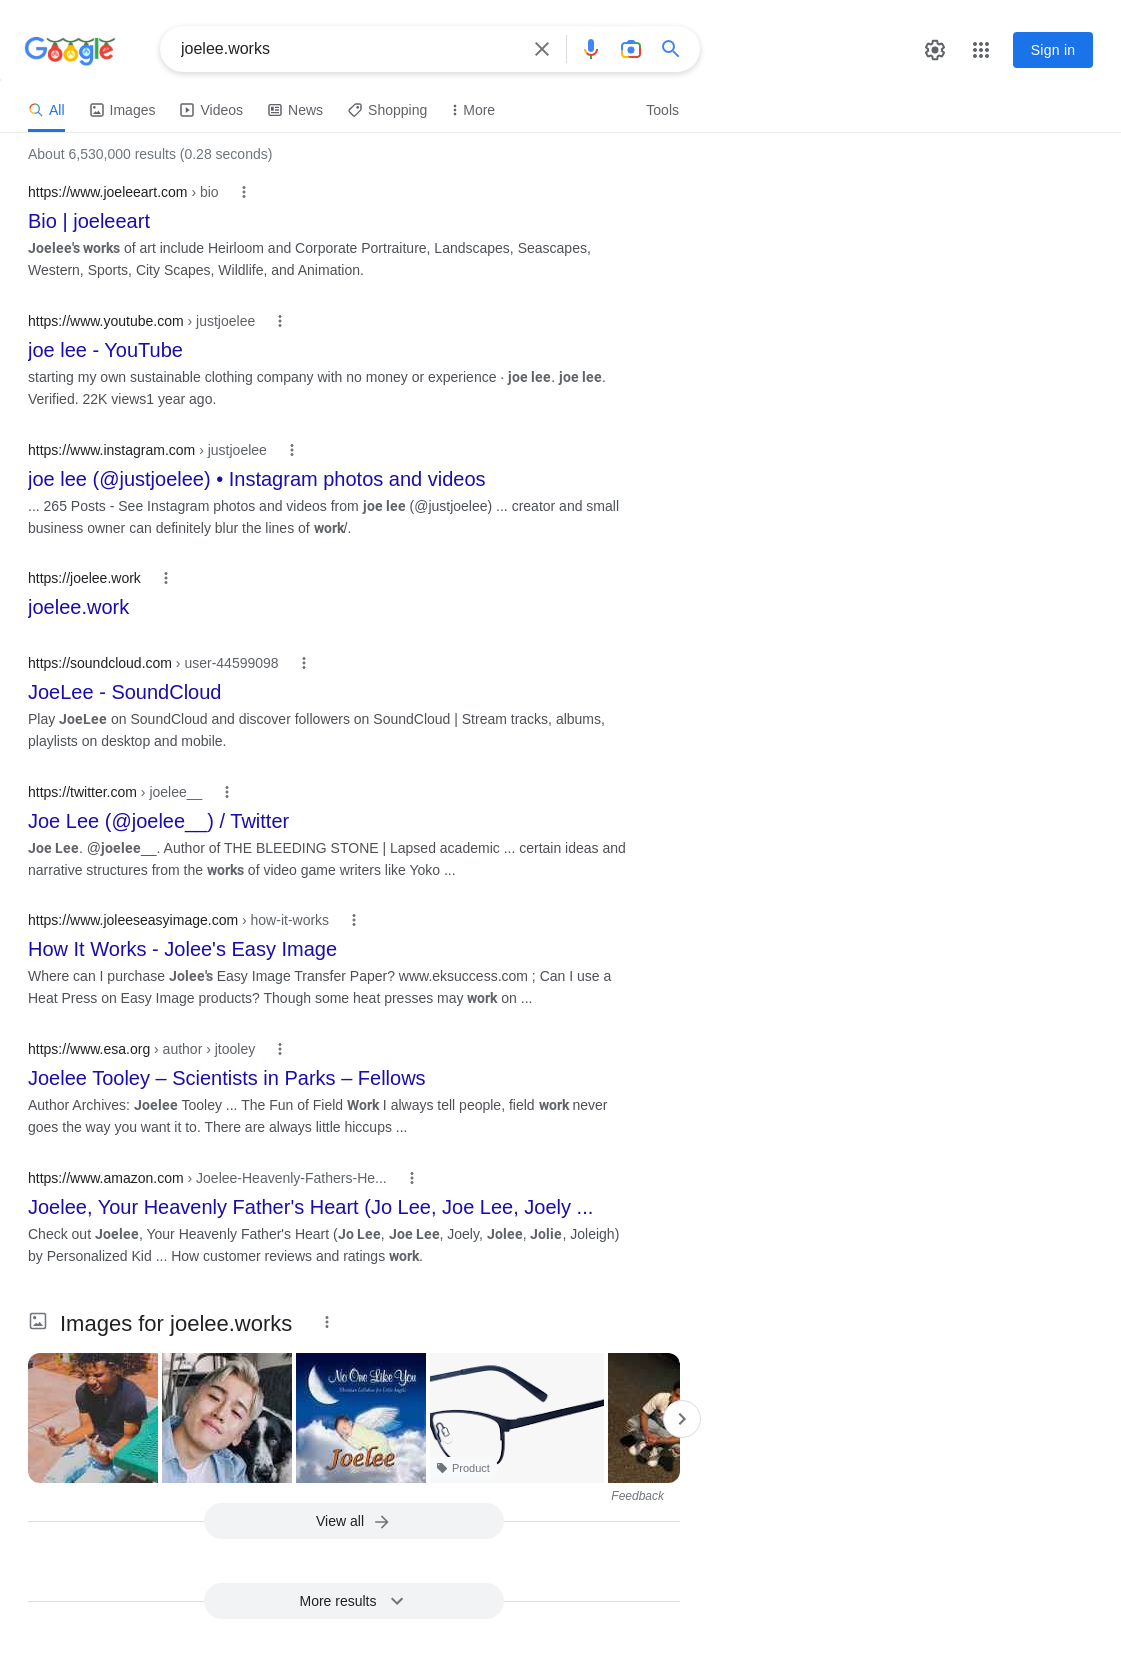 Google
joelee.works
Sign in
All
Images
Videos
News
Shopping
More
Tools
About 6,530,000 results (0.28 seconds)
https://www.joeleeart.com › bio
Bio | joeleeart
Joelee's works of art include Heirloom and Corporate Portraiture, Landscapes, Seascapes,
Western, Sports, City Scapes, Wildlife, and Animation.
https://www.youtube.com › justjoelee
joe lee - YouTube
starting my own sustainable clothing company with no money or experience · joe lee. joe lee.
Verified. 22K views1 year ago.
https://www.instagram.com › justjoelee
joe lee (@justjoelee) • Instagram photos and videos
... 265 Posts - See Instagram photos and videos from joe lee (@justjoelee) ... creator and small
business owner can definitely blur the lines of work/.
https://joelee.work
joelee.work
https://soundcloud.com › user-44599098
JoeLee - SoundCloud
Play JoeLee on SoundCloud and discover followers on SoundCloud | Stream tracks, albums,
playlists on desktop and mobile.
https://twitter.com › joelee__
Joe Lee (@joelee__) / Twitter
Joe Lee. @joelee__. Author of THE BLEEDING STONE | Lapsed academic ... certain ideas and
narrative structures from the works of video game writers like Yoko ...
https://www.joleeseasyimage.com › how-it-works
How It Works - Jolee's Easy Image
Where can I purchase Jolee's Easy Image Transfer Paper? www.eksuccess.com ; Can I use a
Heat Press on Easy Image products? Though some heat presses may work on ...
https://www.esa.org › author › jtooley
Joelee Tooley – Scientists in Parks – Fellows
Author Archives: Joelee Tooley ... The Fun of Field Work I always tell people, field work never
goes the way you want it to. There are always little hiccups ...
https://www.amazon.com › Joelee-Heavenly-Fathers-He...
Joelee, Your Heavenly Father's Heart (Jo Lee, Joe Lee, Joely ...
Check out Joelee, Your Heavenly Father's Heart (Jo Lee, Joe Lee, Joely, Jolee, Jolie, Joleigh)
by Personalized Kid ... How customer reviews and ratings work.
Images for joelee.works
No One Like You
Christian Lullabies for Little Angels
Joelee
Product
Feedback
View all
More results